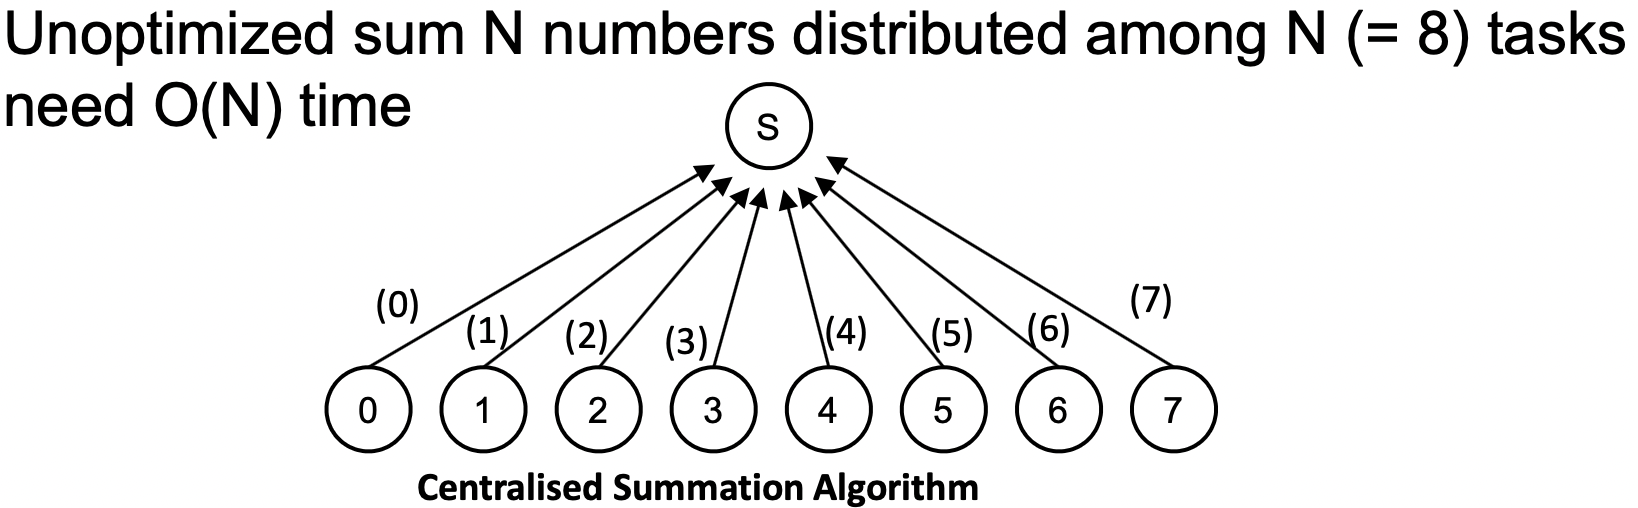 Unoptimized sum N numbers distributed among N (= 8) tasks
need O(N) time
S
(0) (1) (2) (3) (4) (5) (6) (7)
0 1 2 3 4 5 6 7
Centralised Summation Algorithm